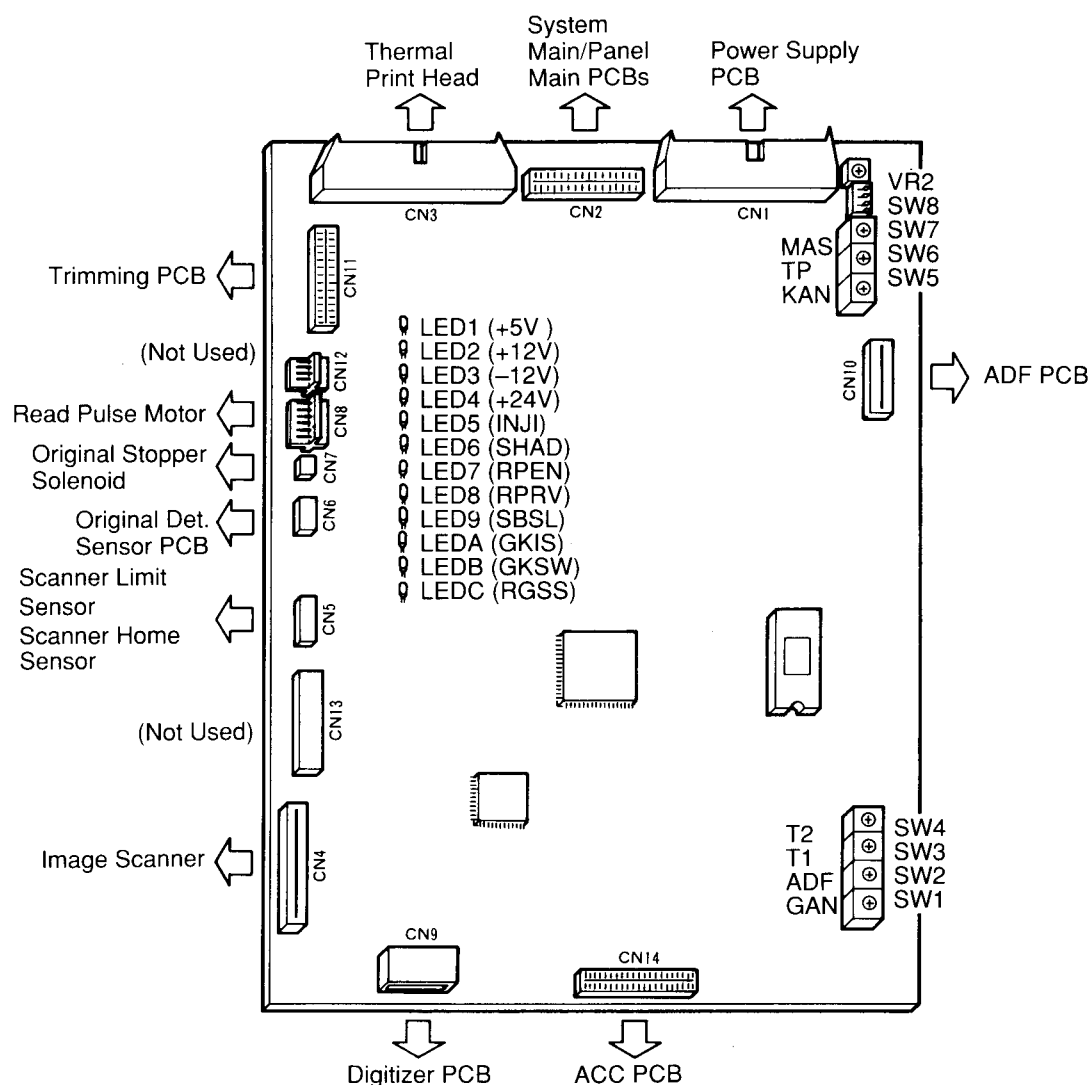 Thermal
Print Head
System
Main/Panel
Main PCBs
Power Supply
PCB
CN3
CN2
CN1
VR2
SW8
SW7
SW6
SW5
MAS
TP
KAN
Trimming PCB
CN11
(Not Used)
CN12
Read Pulse Motor
CN8
Original Stopper
Solenoid
CN7
Original Det.
Sensor PCB
CN6
Scanner Limit
Sensor
Scanner Home
Sensor
CN5
(Not Used)
CN13
Image Scanner
CN4
LED1 (+5V )
LED2 (+12V)
LED3 (–12V)
LED4 (+24V)
LED5 (INJI)
LED6 (SHAD)
LED7 (RPEN)
LED8 (RPRV)
LED9 (SBSL)
LEDA (GKIS)
LEDB (GKSW)
LEDC (RGSS)
CN10
ADF PCB
T2
T1
ADF
GAN
SW4
SW3
SW2
SW1
CN9
CN14
Digitizer PCB
ACC PCB